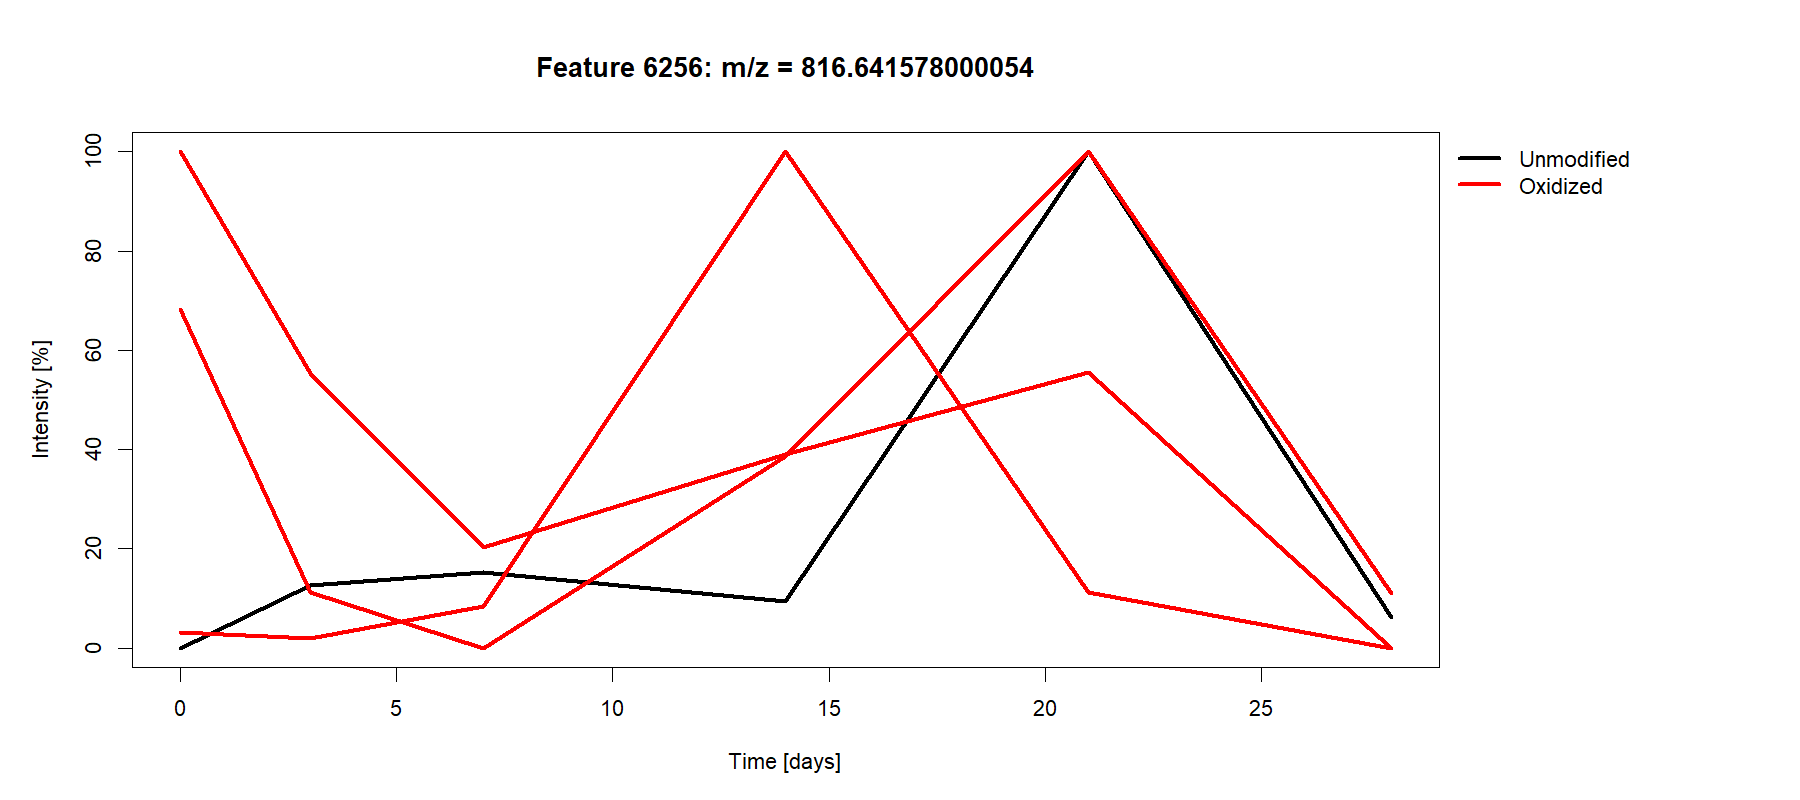 Feature 6256: m/z = 816.641578000054
Unmodified
Oxidized
100
80
60
40
20
0
Intensity [%]
0 5 10 15 20 25
Time [days]